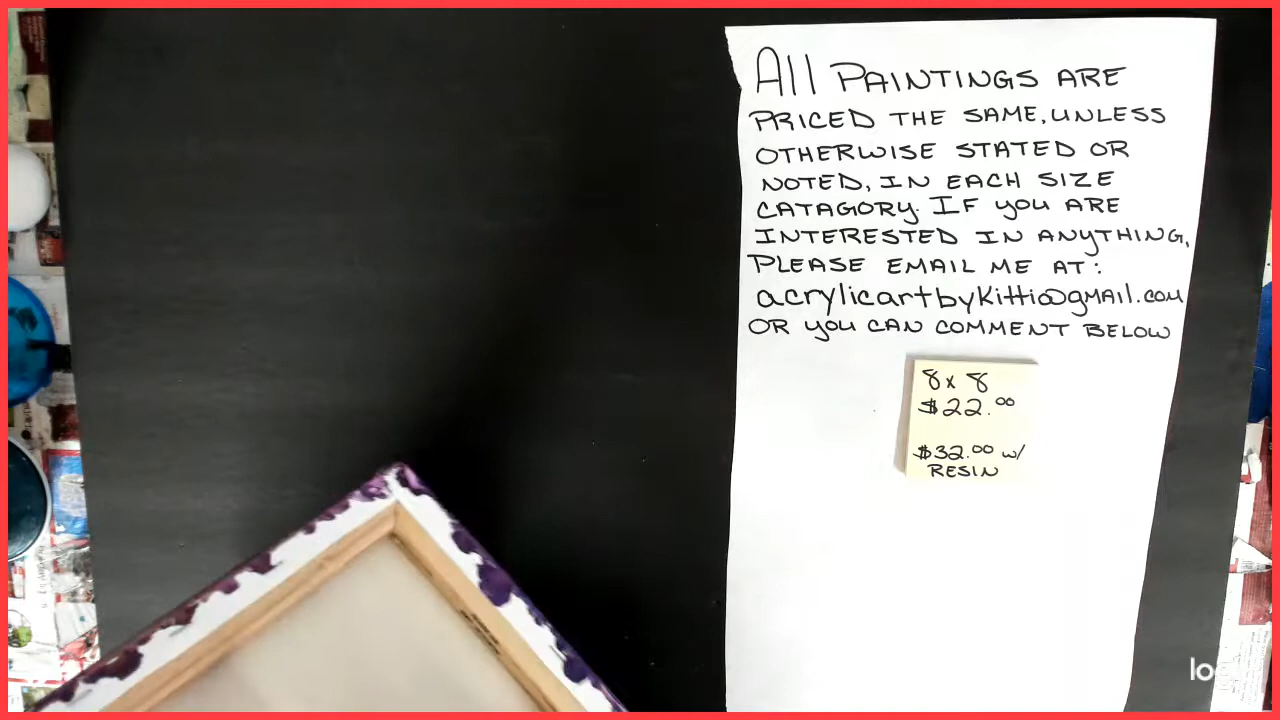 All PAINTINGS ARE
PRICED THE SAME, UNLESS
OTHERWISE STATED OR
NOTED, IN EACH SIZE
CATAGORY. IF YOU ARE
INTERESTED IN ANYTHING,
PLEASE EMAIL ME AT:
acrylicartbykitti@gmail.com
OR YOU CAN COMMENT BELOW
8 x 8
$22.00
$32.00 w/
RESIN